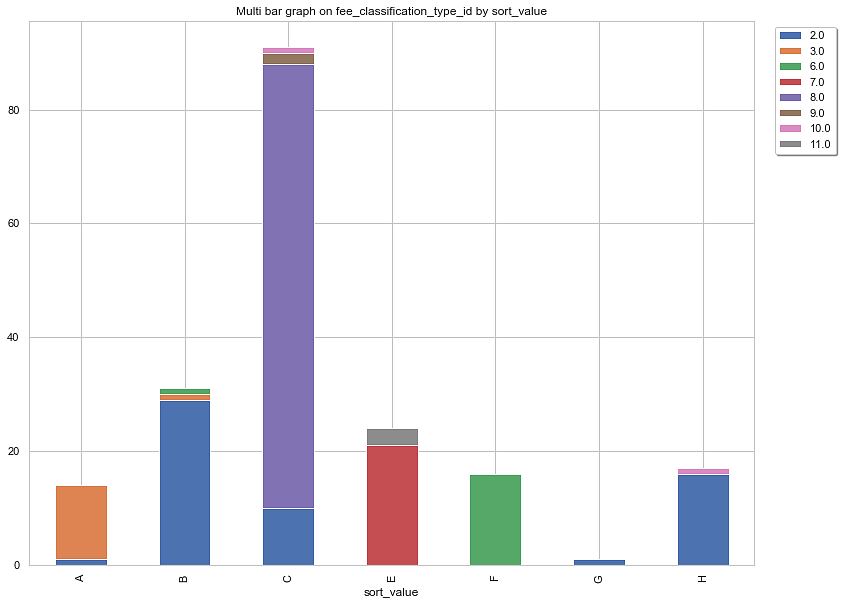 Multi bar graph on fee_classification_type_id by sort_value
2.0
3.0
6.0
7.0
8.0
9.0
10.0
11.0
80
60
40
20
0
A
B
C
E
F
G
H
sort_value